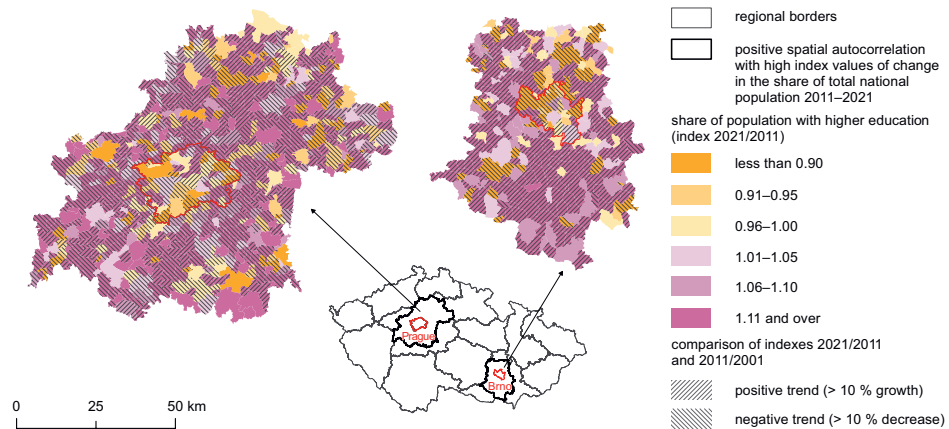 regional borders
positive spatial autocorrelation
with high index values of change
in the share of total national
population 2011–2021
share of population with higher education
(index 2021/2011)
less than 0.90
0.91–0.95
0.96–1.00
1.01–1.05
1.06–1.10
1.11 and over
comparison of indexes 2021/2011
and 2011/2001
positive trend (> 10 % growth)
negative trend (> 10 % decrease)
Prague
Brno
0 25 50 km